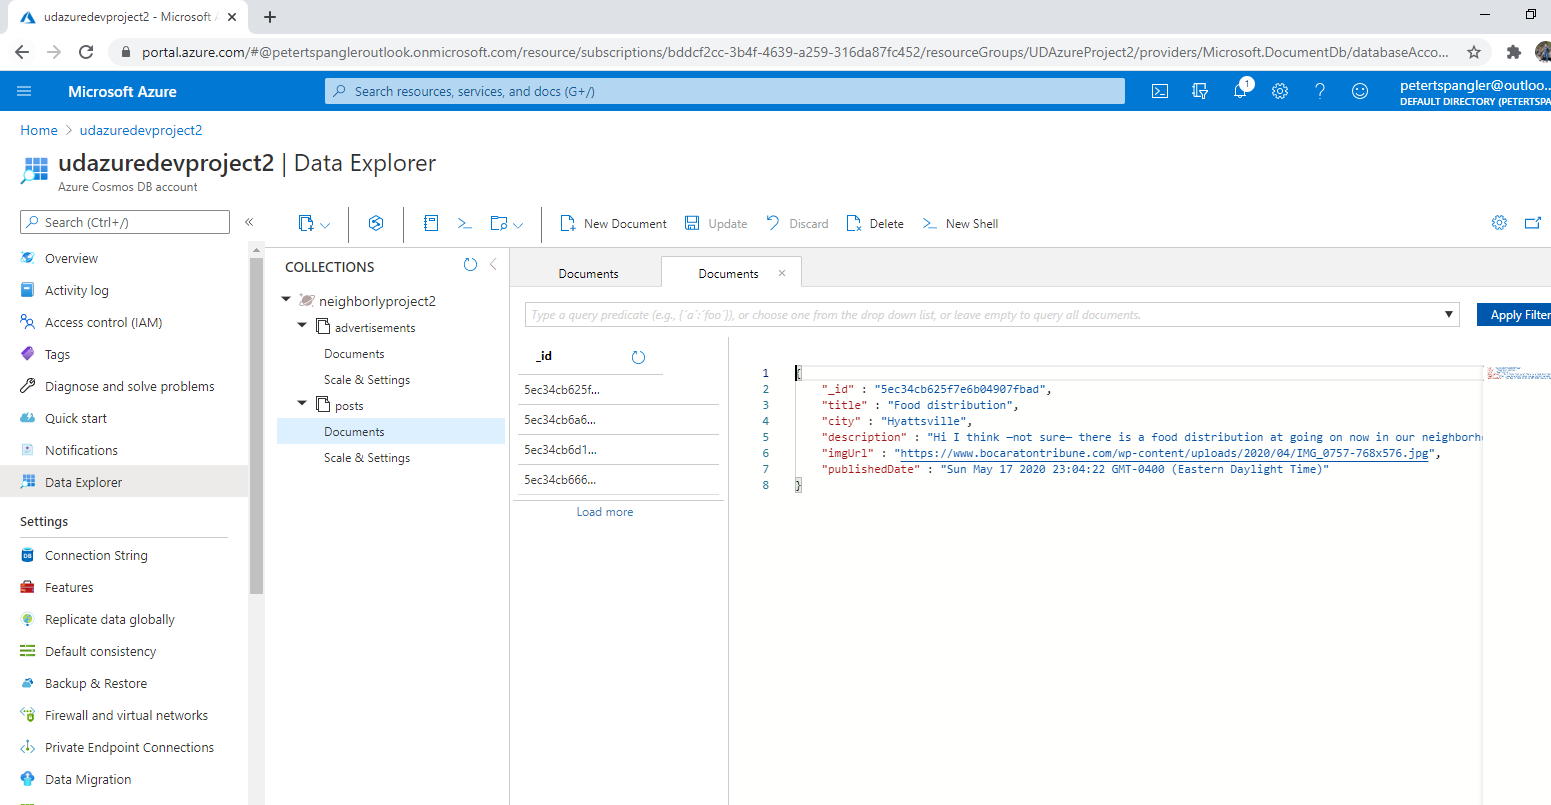 udazuredevproject2 - Microsoft
portal.azure.com/#@petertspangleroutlook.onmicrosoft.com/resource/subscriptions/bddcf2cc-3b4f-4639-a259-316da87fc452/resourceGroups/UDAzureProject2/providers/Microsoft.DocumentDb/databaseAcco...
Microsoft Azure
Search resources, services, and docs (G+/)
1
petertspangler@outloo...
DEFAULT DIRECTORY (PETERTSPA
Home > udazuredevproject2
udazuredevproject2 | Data Explorer
Azure Cosmos DB account
Search (Ctrl+/)
New Document
Update
Discard
Delete
New Shell
Overview
Activity log
Access control (IAM)
Tags
Diagnose and solve problems
Quick start
Notifications
Data Explorer
Settings
Connection String
Features
Replicate data globally
Default consistency
Backup & Restore
Firewall and virtual networks
Private Endpoint Connections
Data Migration
COLLECTIONS
neighborlyproject2
advertisements
Documents
Scale & Settings
posts
Documents
Scale & Settings
Documents
Documents
Type a query predicate (e.g., {´a´:´foo´}), or choose one from the drop down list, or leave empty to query all documents.
Apply Filter
_id
5ec34cb625f...
5ec34cb6a6...
5ec34cb6d1...
5ec34cb666...
Load more
1 {
2 "_id" : "5ec34cb625f7e6b04907fbad",
3 "title" : "Food distribution",
4 "city" : "Hyattsville",
5 "description" : "Hi I think —not sure— there is a food distribution at going on now in our neighborho
6 "imgUrl" : "https://www.bocaratontribune.com/wp-content/uploads/2020/04/IMG_0757-768x576.jpg",
7 "publishedDate" : "Sun May 17 2020 23:04:22 GMT-0400 (Eastern Daylight Time)"
8 }